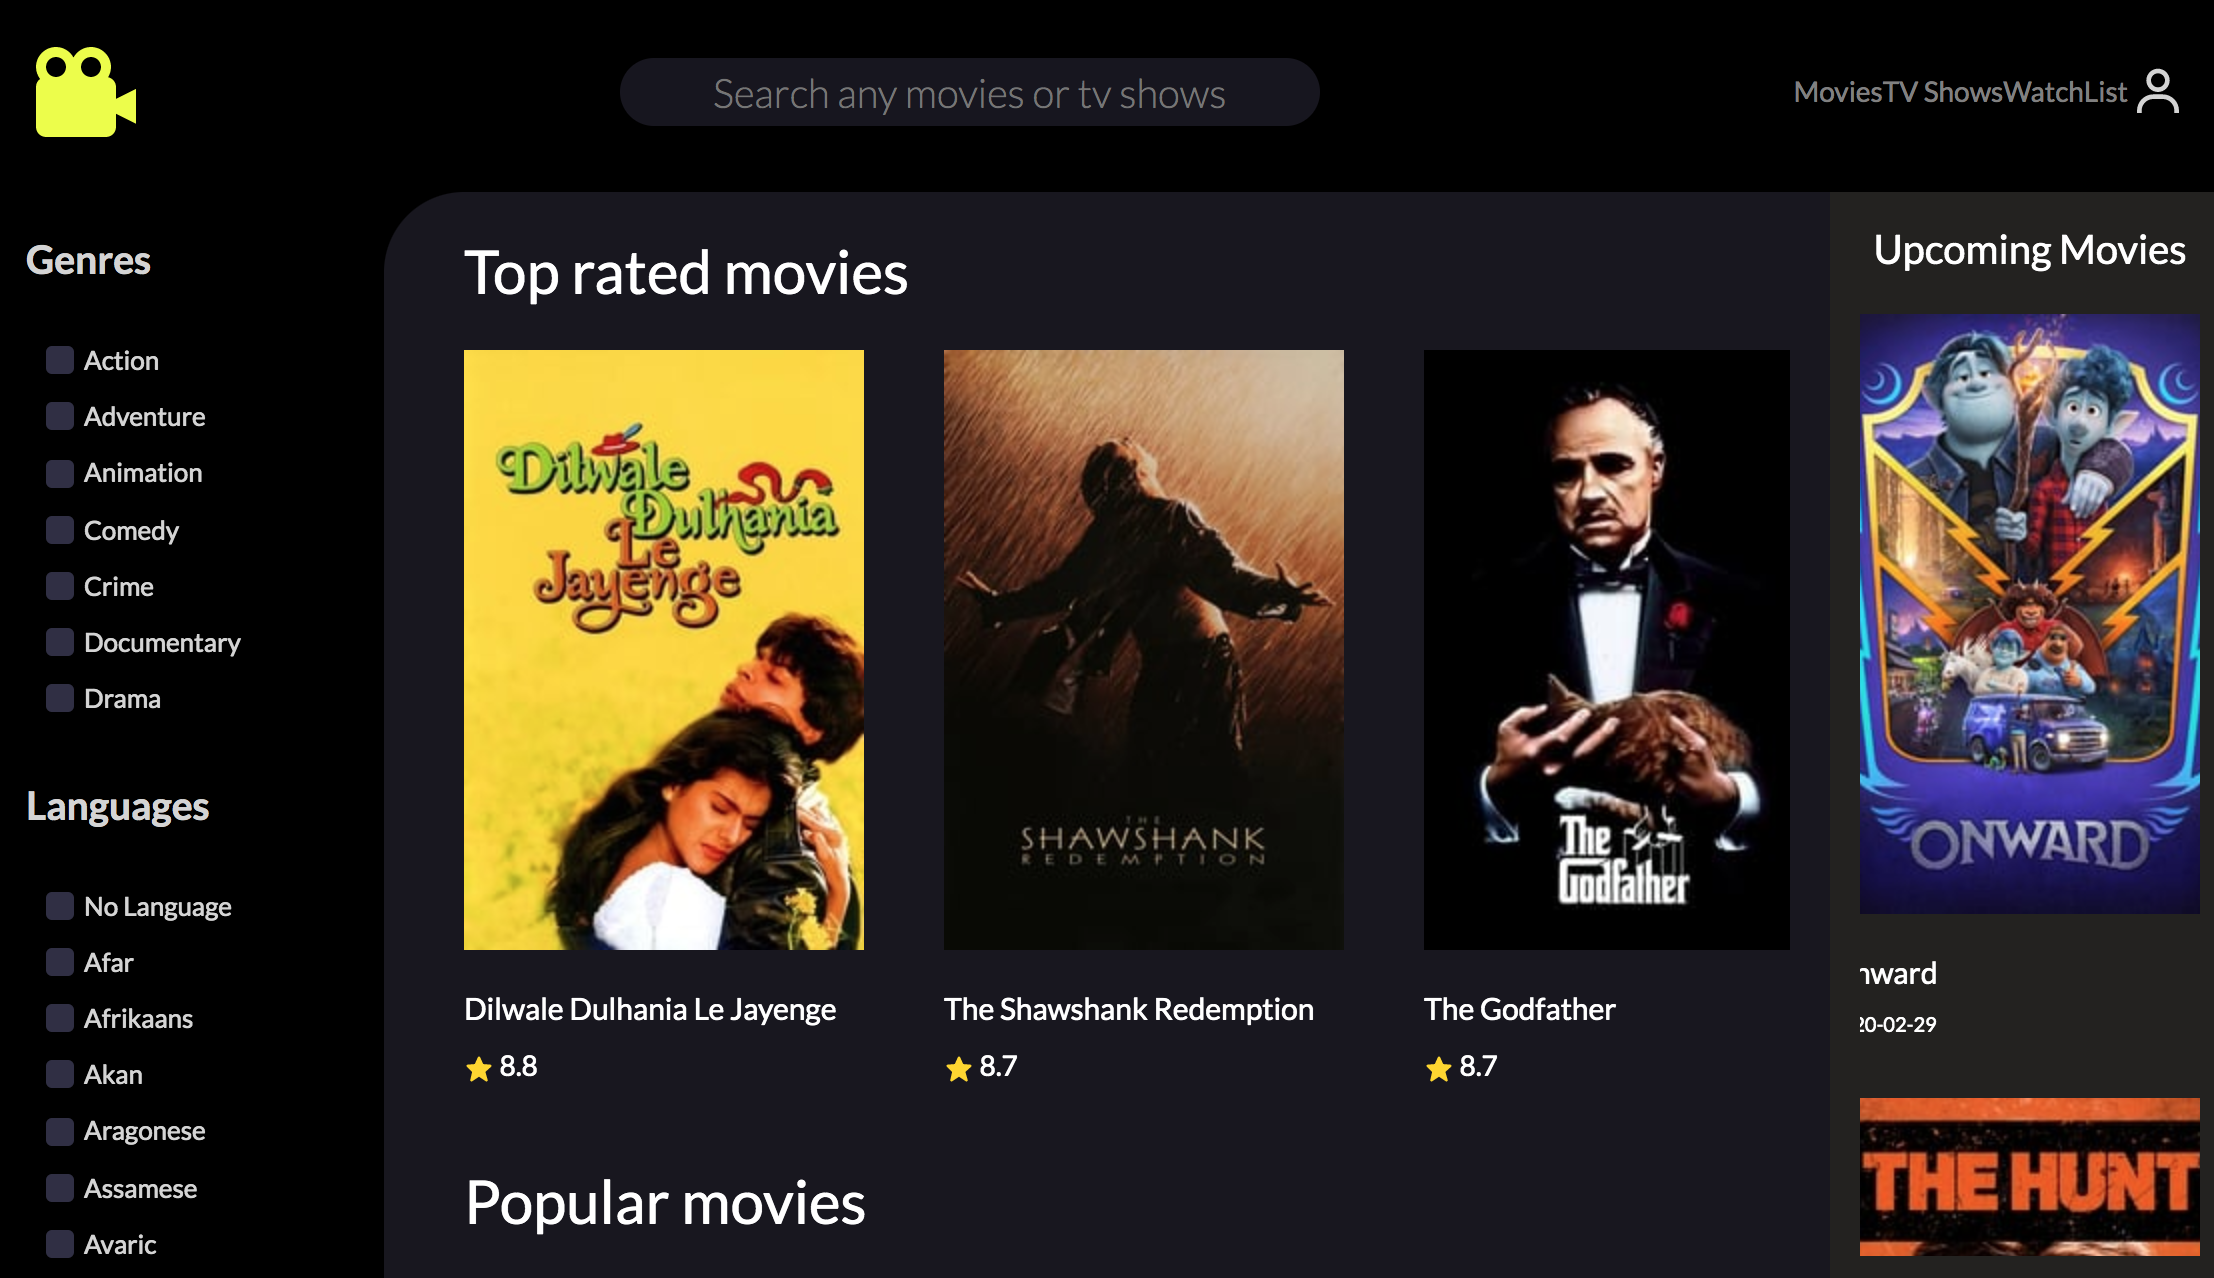 Search any movies or tv shows
MoviesTV ShowsWatchList
Genres
Action
Adventure
Animation
Comedy
Crime
Documentary
Drama
Languages
No Language
Afar
Afrikaans
Akan
Aragonese
Assamese
Avaric
Top rated movies
Dilwale
Dulhania
Le
Jayenge
Dilwale Dulhania Le Jayenge
8.8
THE
SHAWSHANK
REDEMPTION
The Shawshank Redemption
8.7
The
Godfather
The Godfather
8.7
Popular movies
Upcoming Movies
ONWARD
nward
20-02-29
THE HUNT